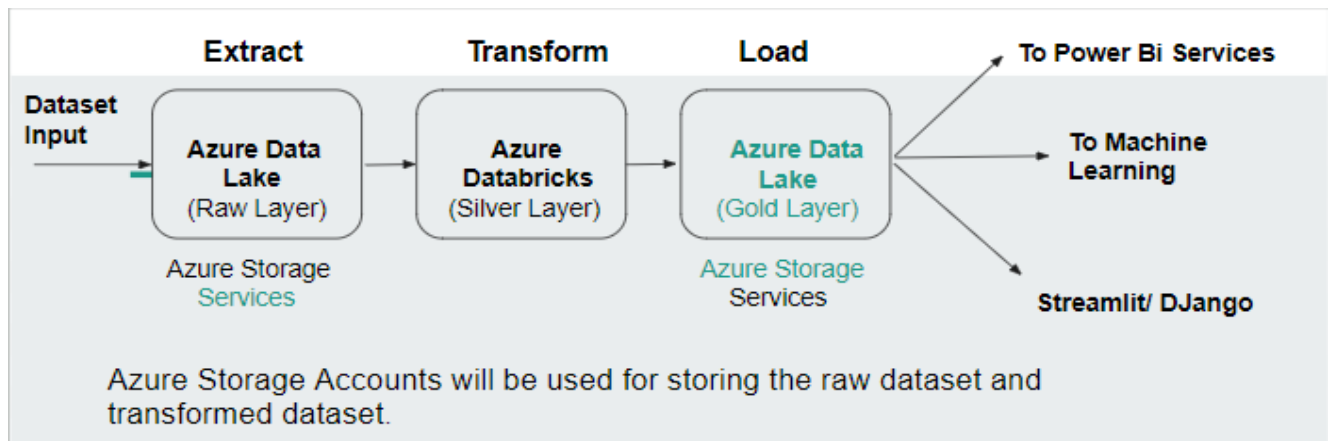 Extract
Transform
Load
To Power Bi Services
Dataset
Input
Azure Data
Lake
(Raw Layer)
Azure
Databricks
(Silver Layer)
Azure Data
Lake
(Gold Layer)
To Machine
Learning
Azure Storage
Services
Azure Storage
Services
Streamlit/ DJango
Azure Storage Accounts will be used for storing the raw dataset and
transformed dataset.